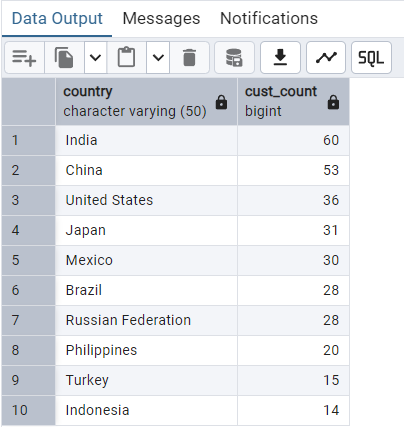 Data Output Messages Notifications
SQL
country cust_count
character varying (50) bigint
1 India 60
2 China 53
3 United States 36
4 Japan 31
5 Mexico 30
6 Brazil 28
7 Russian Federation 28
8 Philippines 20
9 Turkey 15
10 Indonesia 14